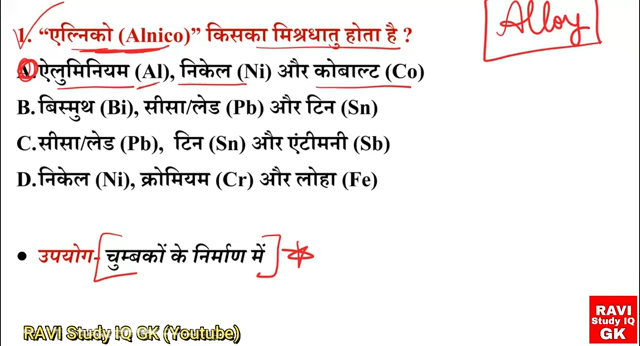 Alloy
1. “एल्निको (Alnico)” किसका मिश्रधातु होता है ?
A. ऐलुमिनियम (Al), निकेल (Ni) और कोबाल्ट (Co)
B. बिस्मुथ (Bi), सीसा/लेड (Pb) और टिन (Sn)
C. सीसा/लेड (Pb), टिन (Sn) और एंटीमनी (Sb)
D. निकेल (Ni), क्रोमियम (Cr) और लोहा (Fe)
• उपयोग- चुम्बकों के निर्माण में
RAVI Study IQ GK (Youtube)
RAVI
Study IQ
GK